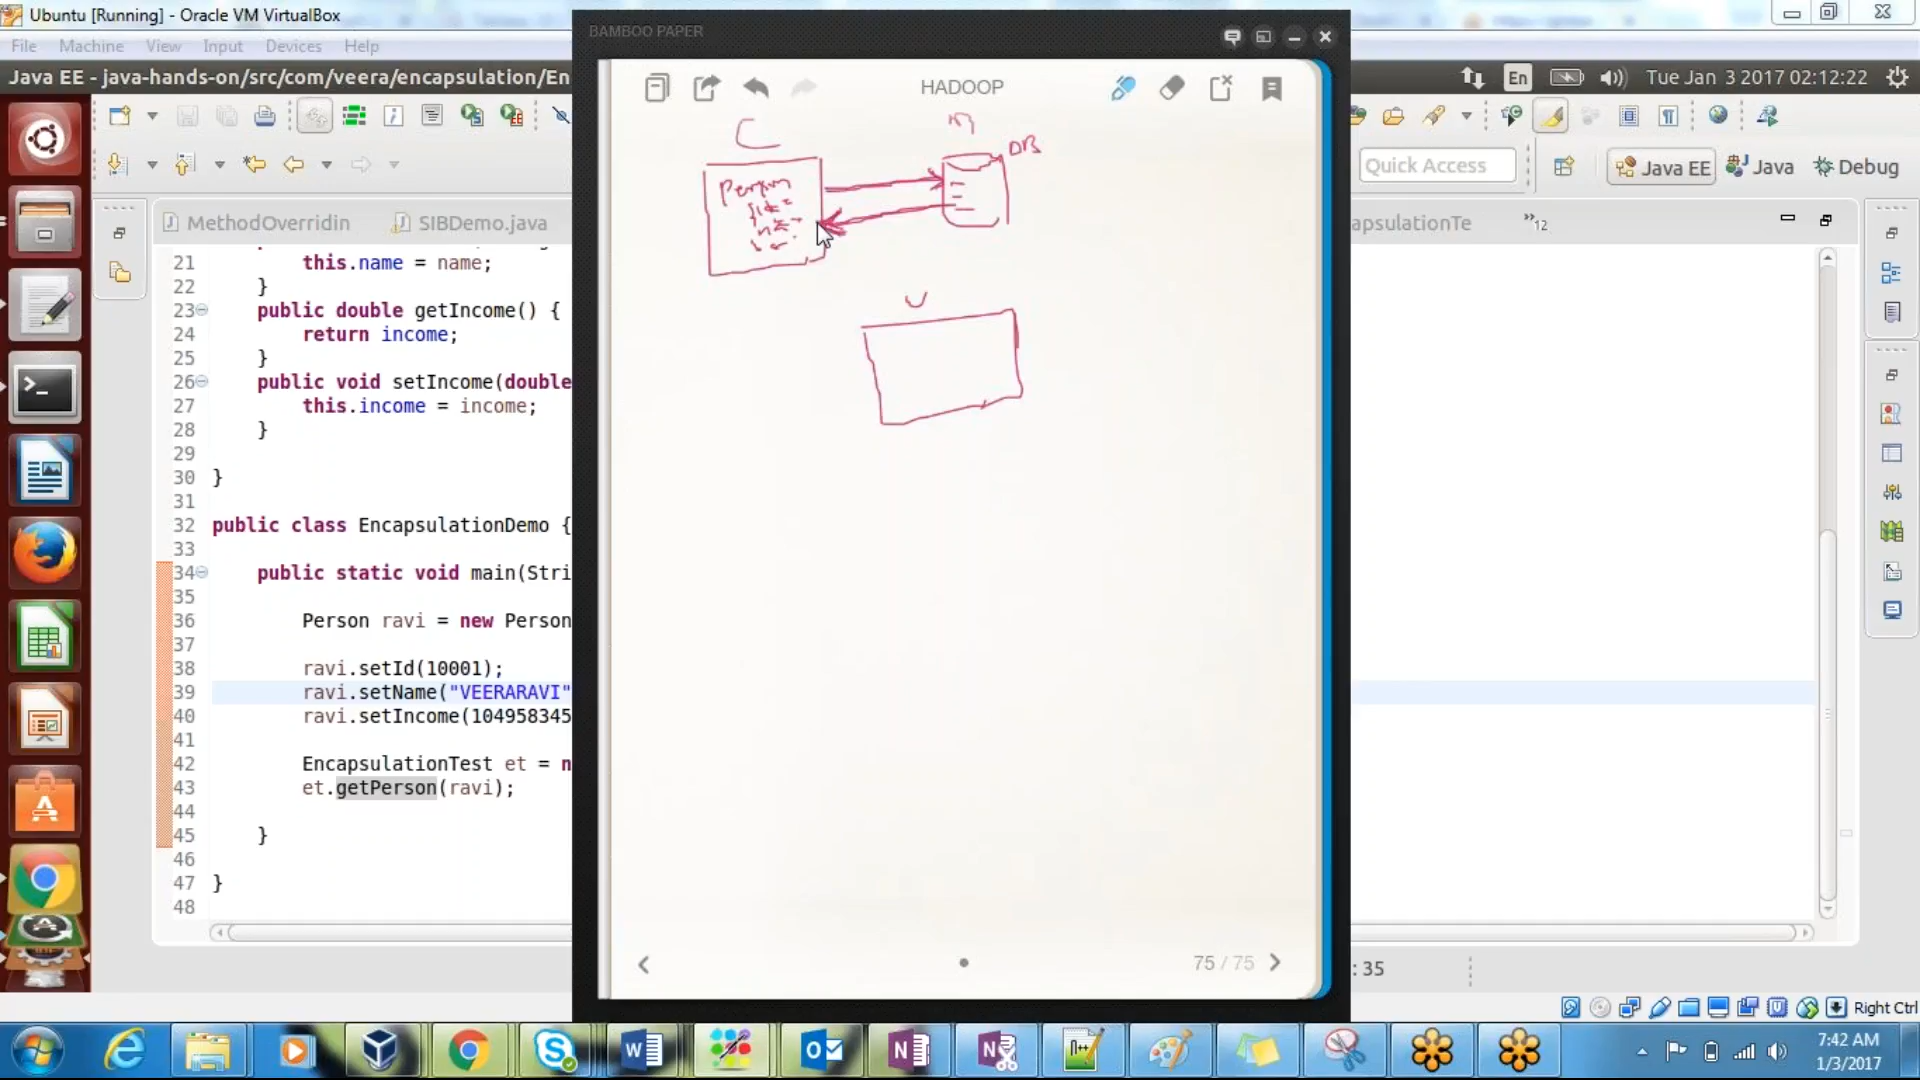 Ubuntu [Running] - Oracle VM VirtualBox
File Machine View Input Devices Help
Java EE - java-hands-on/src/com/veera/encapsulation/En
En
Tue Jan 3 2017 02:12:22
Quick Access
Java EE
Java
Debug
MethodOverridin
SIBDemo.java
apsulationTe
»12
21 this.name = name;
22 }
23 public double getIncome() {
24 return income;
25 }
26 public void setIncome(double
27 this.income = income;
28 }
29
30 }
31
32 public class EncapsulationDemo {
33
34 public static void main(Stri
35
36 Person ravi = new Person
37
38 ravi.setId(10001);
39 ravi.setName("VEERARAVI"
40 ravi.setIncome(104958345
41
42 EncapsulationTest et = n
43 et.getPerson(ravi);
44
45 }
46
47 }
48
BAMBOO PAPER
HADOOP
C
M
DB
Person
75 / 75
: 35
Right Ctrl
7:42 AM
1/3/2017